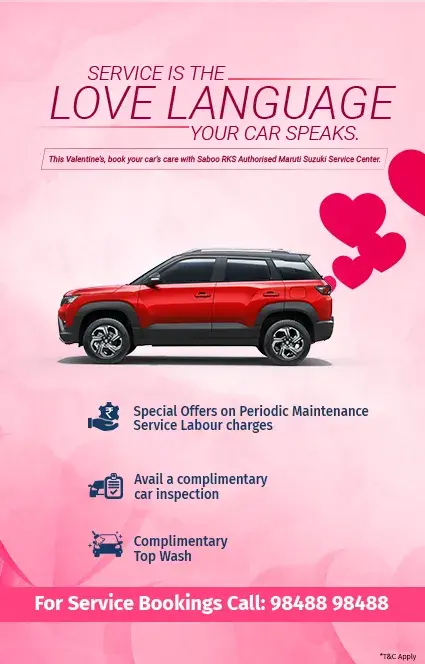 SERVICE IS THE
LOVE LANGUAGE
YOUR CAR SPEAKS.
This Valentine's, book your car's care with Saboo RKS Authorised Maruti Suzuki Service Center.
Special Offers on Periodic Maintenance
Service Labour charges
Avail a complimentary
car inspection
Complimentary
Top Wash
For Service Bookings Call: 98488 98488
*T&C Apply